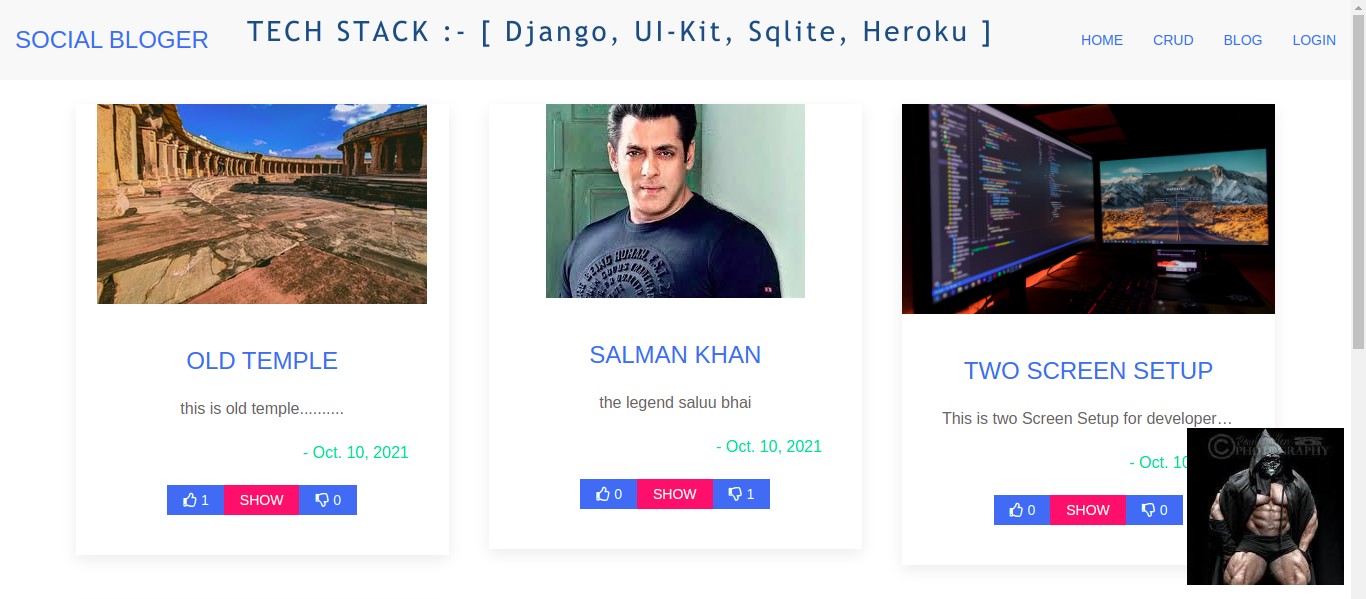 SOCIAL BLOGER
TECH STACK :- [ Django, UI-Kit, Sqlite, Heroku ]
HOME
CRUD
BLOG
LOGIN
OLD TEMPLE
this is old temple..........
- Oct. 10, 2021
1
SHOW
0
BEING HUMAN
SALMAN KHAN
the legend saluu bhai
- Oct. 10, 2021
0
SHOW
1
TWO SCREEN SETUP
This is two Screen Setup for developer…
- Oct. 10
0
SHOW
0
©
PHOTOGRAPHY